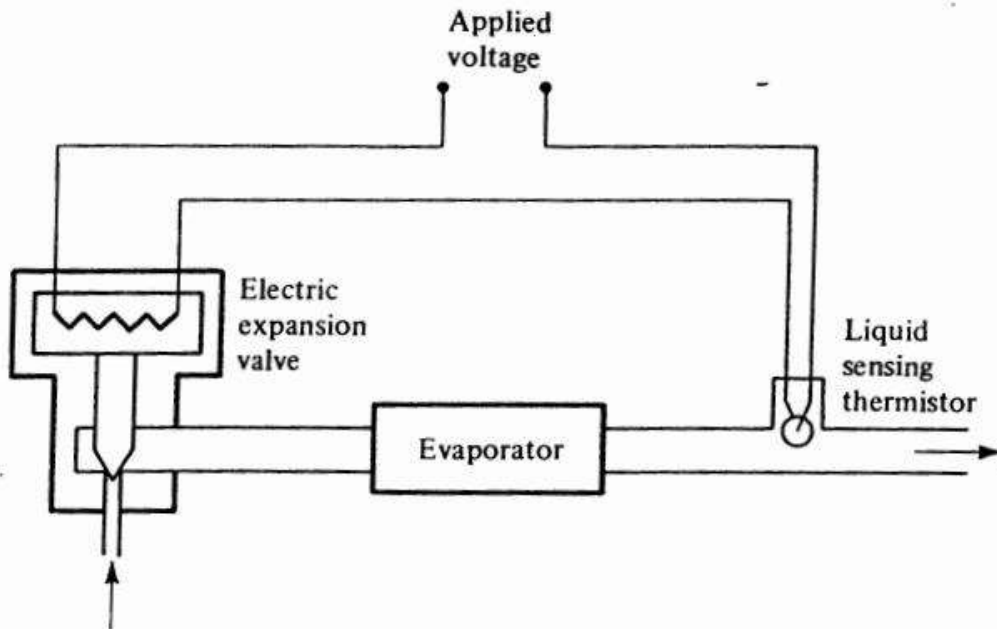 Applied
voltage
Electric
expansion
valve
Liquid
sensing
thermistor
Evaporator